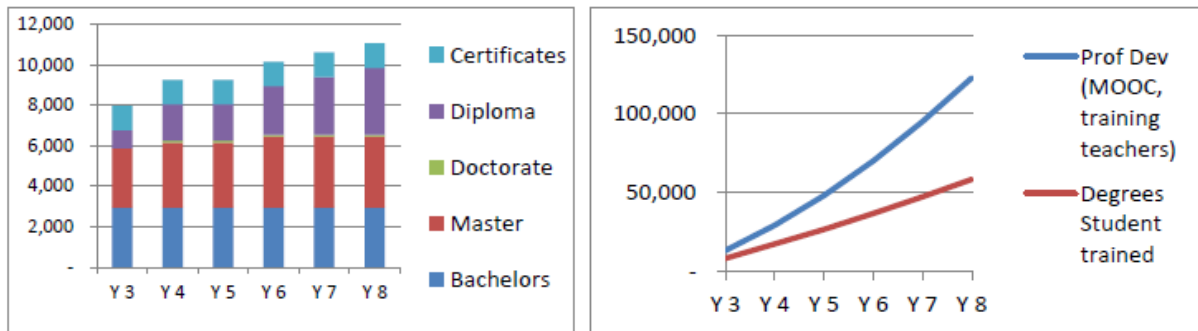 12,000
10,000
8,000
6,000
4,000
2,000
-
Y 3 Y 4 Y 5 Y 6 Y 7 Y 8
Certificates
Diploma
Doctorate
Master
Bachelors
150,000
100,000
50,000
-
Y 3 Y 4 Y 5 Y 6 Y 7 Y 8
Prof Dev
(MOOC,
training
teachers)
Degrees
Student
trained